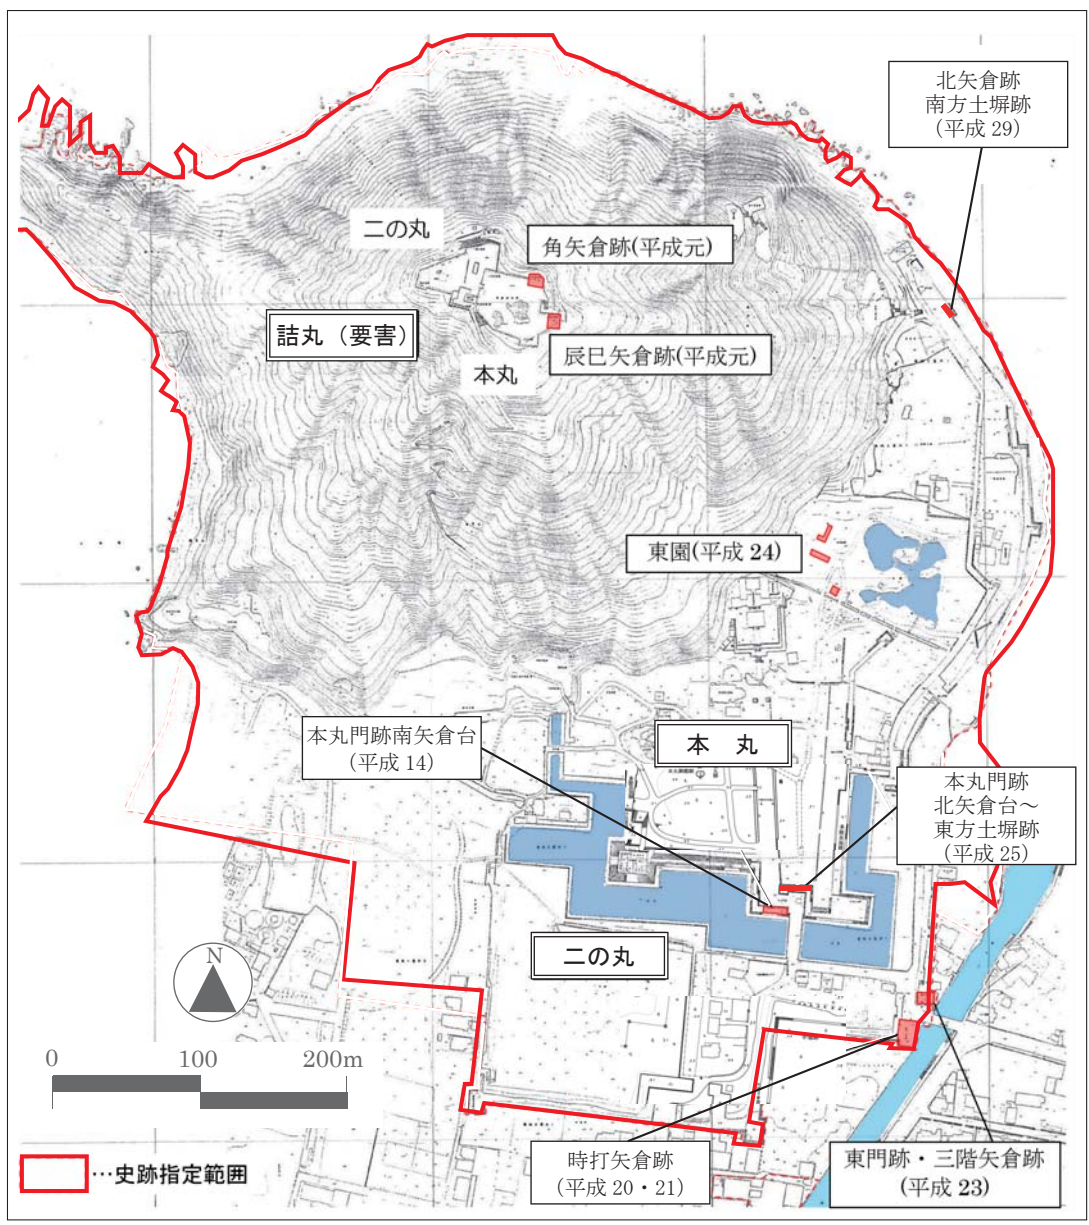 北矢倉跡
南方土塀跡
（平成 29）
二の丸
角矢倉跡(平成元)
詰丸（要害）
辰巳矢倉跡(平成元)
本丸
東園(平成 24)
本丸門跡南矢倉台
（平成 14）
本 丸
本丸門跡
北矢倉台～
東方土塀跡
（平成 25）
二の丸
N
0 100 200m
時打矢倉跡
（平成 20・21）
東門跡・三階矢倉跡
(平成 23)
…史跡指定範囲